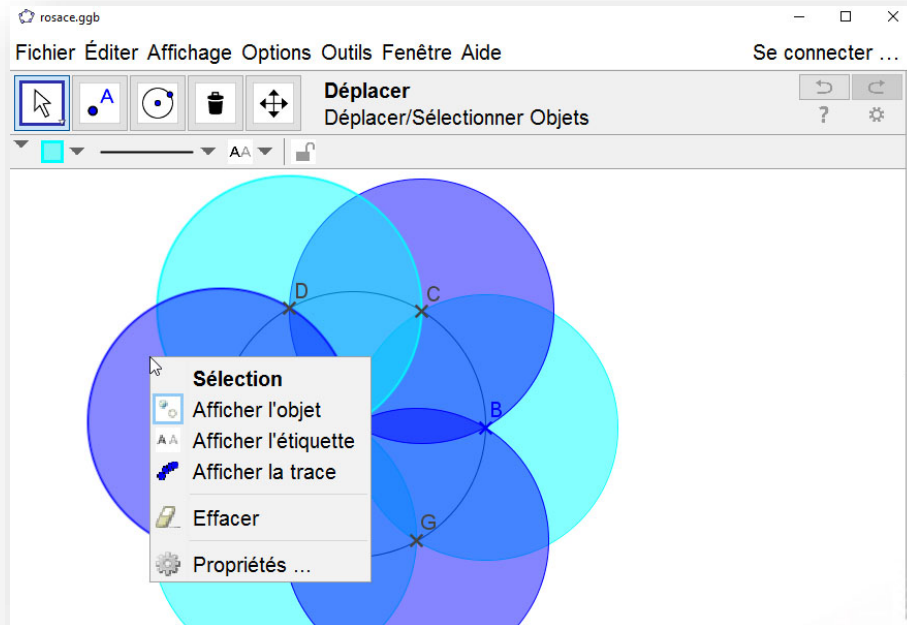 rosace.ggb
Fichier Éditer Affichage Options Outils Fenêtre Aide Se connecter ...
A
Déplacer
Déplacer/Sélectionner Objets
?
AA
D
C
B
G
Sélection
Afficher l'objet
AA Afficher l'étiquette
Afficher la trace
Effacer
Propriétés ...